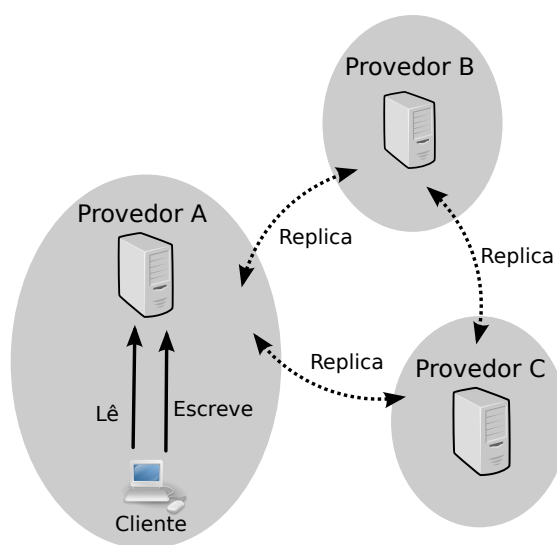 Provedor B
Provedor A
Replica
Replica
Replica
Provedor C
Lê
Escreve
Cliente